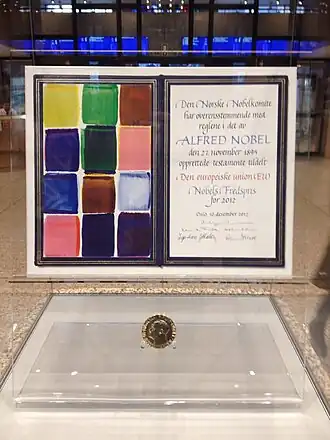 Den Norske Nobelkomite
har overensstemmende med
reglene i det av
ALFRED NOBEL
den 27. november 1895
opprettede testamente tildelt
Den europeiske union (EU)
Nobels Fredspris
for 2012
Oslo, 10. desember 2012